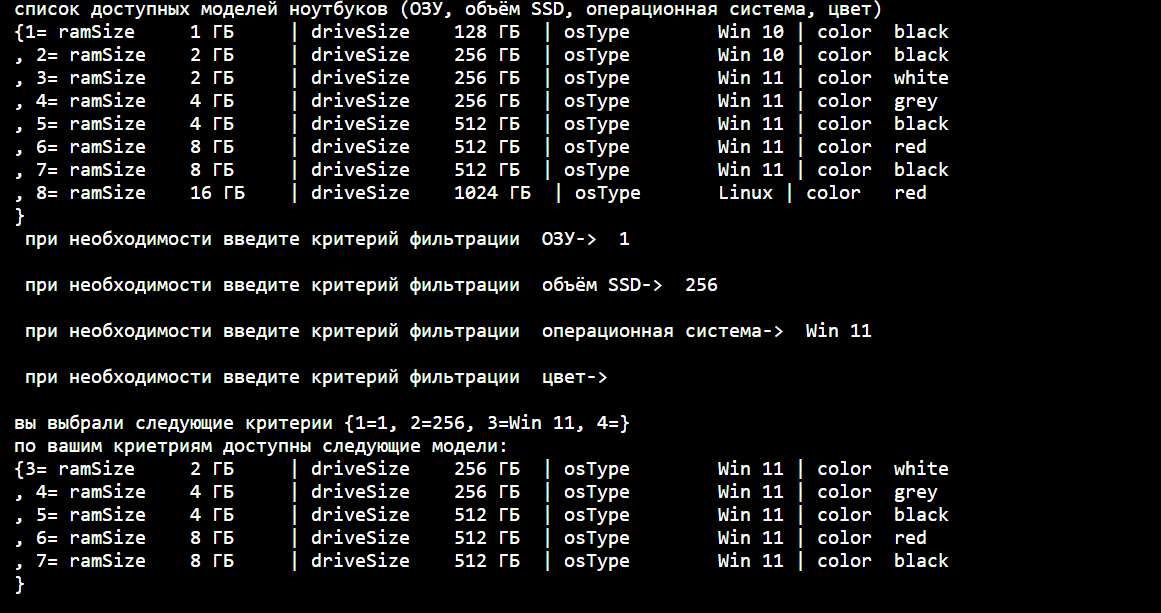 список доступных моделей ноутбуков (ОЗУ, объём SSD, операционная система, цвет)
{1= ramSize     1 ГБ     | driveSize    128 ГБ  | osType        Win 10 | color  black
, 2= ramSize    2 ГБ     | driveSize    256 ГБ  | osType        Win 10 | color  black
, 3= ramSize    2 ГБ     | driveSize    256 ГБ  | osType        Win 11 | color  white
, 4= ramSize    4 ГБ     | driveSize    256 ГБ  | osType        Win 11 | color  grey
, 5= ramSize    4 ГБ     | driveSize    512 ГБ  | osType        Win 11 | color  black
, 6= ramSize    8 ГБ     | driveSize    512 ГБ  | osType        Win 11 | color  red
, 7= ramSize    8 ГБ     | driveSize    512 ГБ  | osType        Win 11 | color  black
, 8= ramSize    16 ГБ    | driveSize    1024 ГБ  | osType       Linux | color   red
}
при необходимости введите критерий фильтрации  ОЗУ->  1
при необходимости введите критерий фильтрации  объём SSD->  256
при необходимости введите критерий фильтрации  операционная система->  Win 11
при необходимости введите критерий фильтрации  цвет->
вы выбрали следующие критерии {1=1, 2=256, 3=Win 11, 4=}
по вашим криетриям доступны следующие модели:
{3= ramSize     2 ГБ     | driveSize    256 ГБ  | osType        Win 11 | color  white
, 4= ramSize    4 ГБ     | driveSize    256 ГБ  | osType        Win 11 | color  grey
, 5= ramSize    4 ГБ     | driveSize    512 ГБ  | osType        Win 11 | color  black
, 6= ramSize    8 ГБ     | driveSize    512 ГБ  | osType        Win 11 | color  red
, 7= ramSize    8 ГБ     | driveSize    512 ГБ  | osType        Win 11 | color  black
}